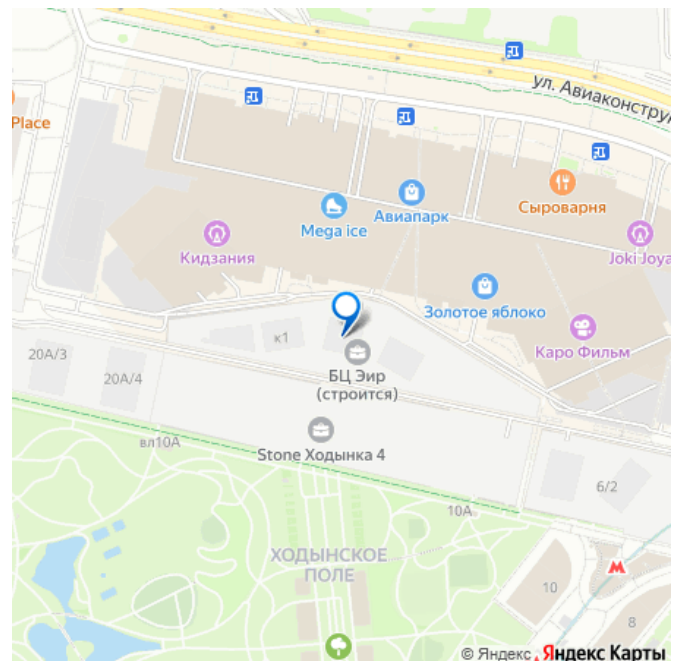 ул. Авиаконструк
Place
Сыроварня
Авиапарк
Mega ice
Кидзания
Joki Joya
Золотое яблоко
Каро Фильм
к1
20А/3
20А/4
БЦ Эир
(строится)
вл10А
Stone Ходынка 4
6/2
10А
ХОДЫНСКОЕ
ПОЛЕ
10
8
© Яндекс Яндекс Карты